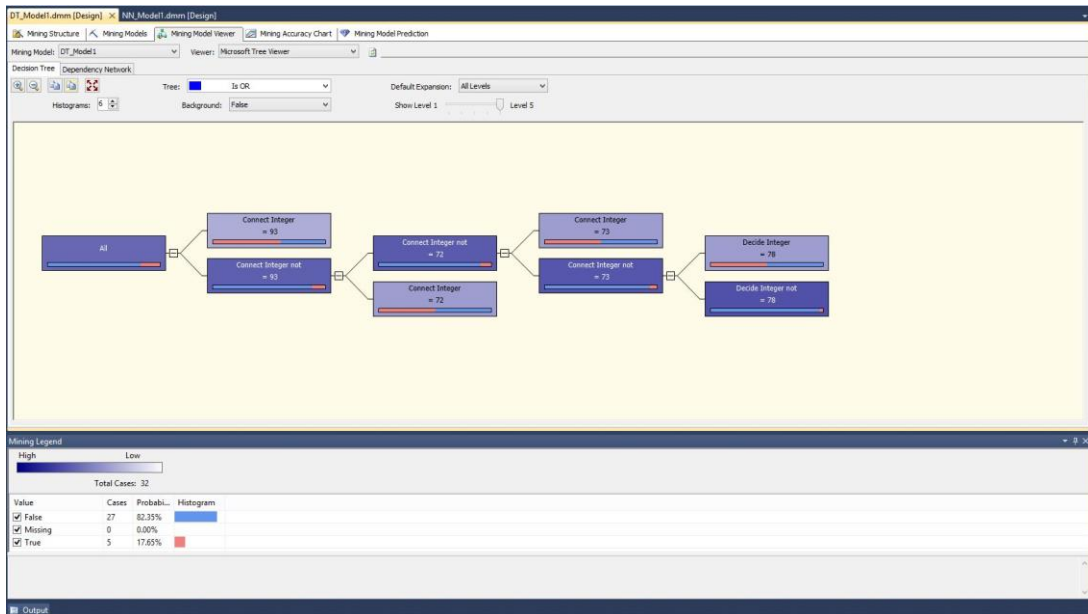 DT_Model1.dmm [Design] NN_Model1.dmm [Design]
Mining Structure Mining Models Mining Model Viewer Mining Accuracy Chart Mining Model Prediction
Mining Model: DT_Model1 Viewer: Microsoft Tree Viewer
Decision Tree Dependency Network
Tree: Is OR Default Expansion: All Levels
Histograms: 6 Background: False Show Level 1 Level 5
All
Connect Integer
= 93
Connect Integer not
= 93
Connect Integer not
= 72
Connect Integer
= 72
Connect Integer
= 73
Connect Integer not
= 73
Decide Integer
= 78
Decide Integer not
= 78
Mining Legend
High Low
Total Cases: 32
Value Cases Probabi... Histogram
False 27 82.35%
Missing 0 0.00%
True 5 17.65%
Output